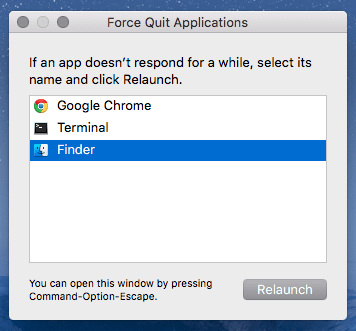 Force Quit Applications
If an app doesn’t respond for a while, select its
name and click Relaunch.
Google Chrome
Terminal
Finder
You can open this window by pressing
Command-Option-Escape.
Relaunch